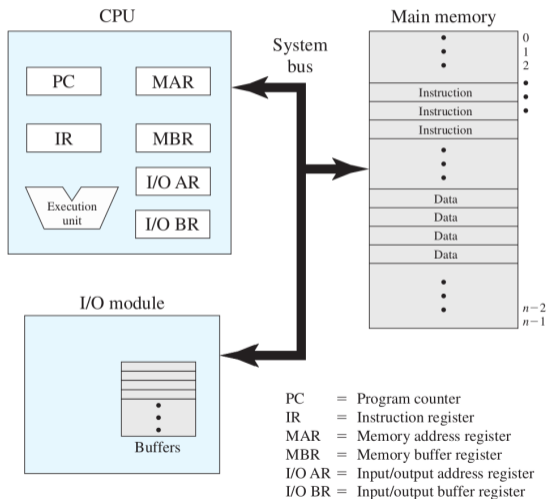 CPU
Main memory
System
bus
0
1
2
PC
MAR
Instruction
Instruction
Instruction
IR
MBR
I/O AR
Execution
unit
I/O BR
Data
Data
Data
Data
I/O module
n−2
n−1
Buffers
PC = Program counter
IR = Instruction register
MAR = Memory address register
MBR = Memory buffer register
I/O AR = Input/output address register
I/O BR = Input/output buffer register